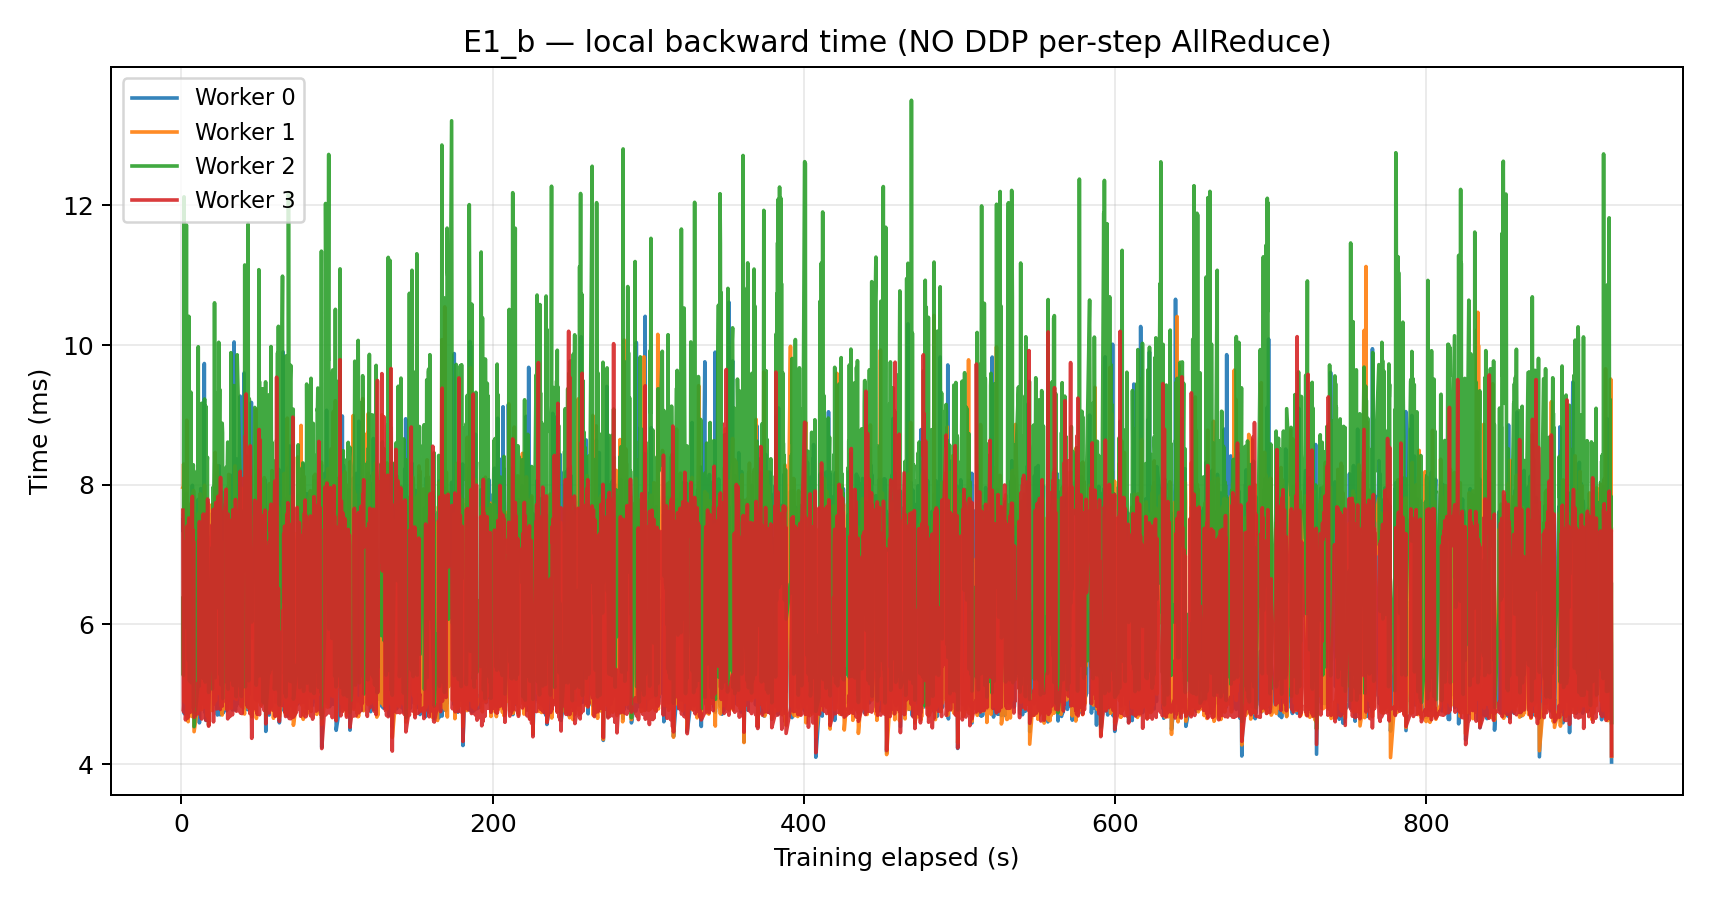 E1_b — local backward time (NO DDP per-step AllReduce)
Worker 0
Worker 1
Worker 2
Worker 3
Time (ms)
12
10
8
6
4
0
200
400
600
800
Training elapsed (s)